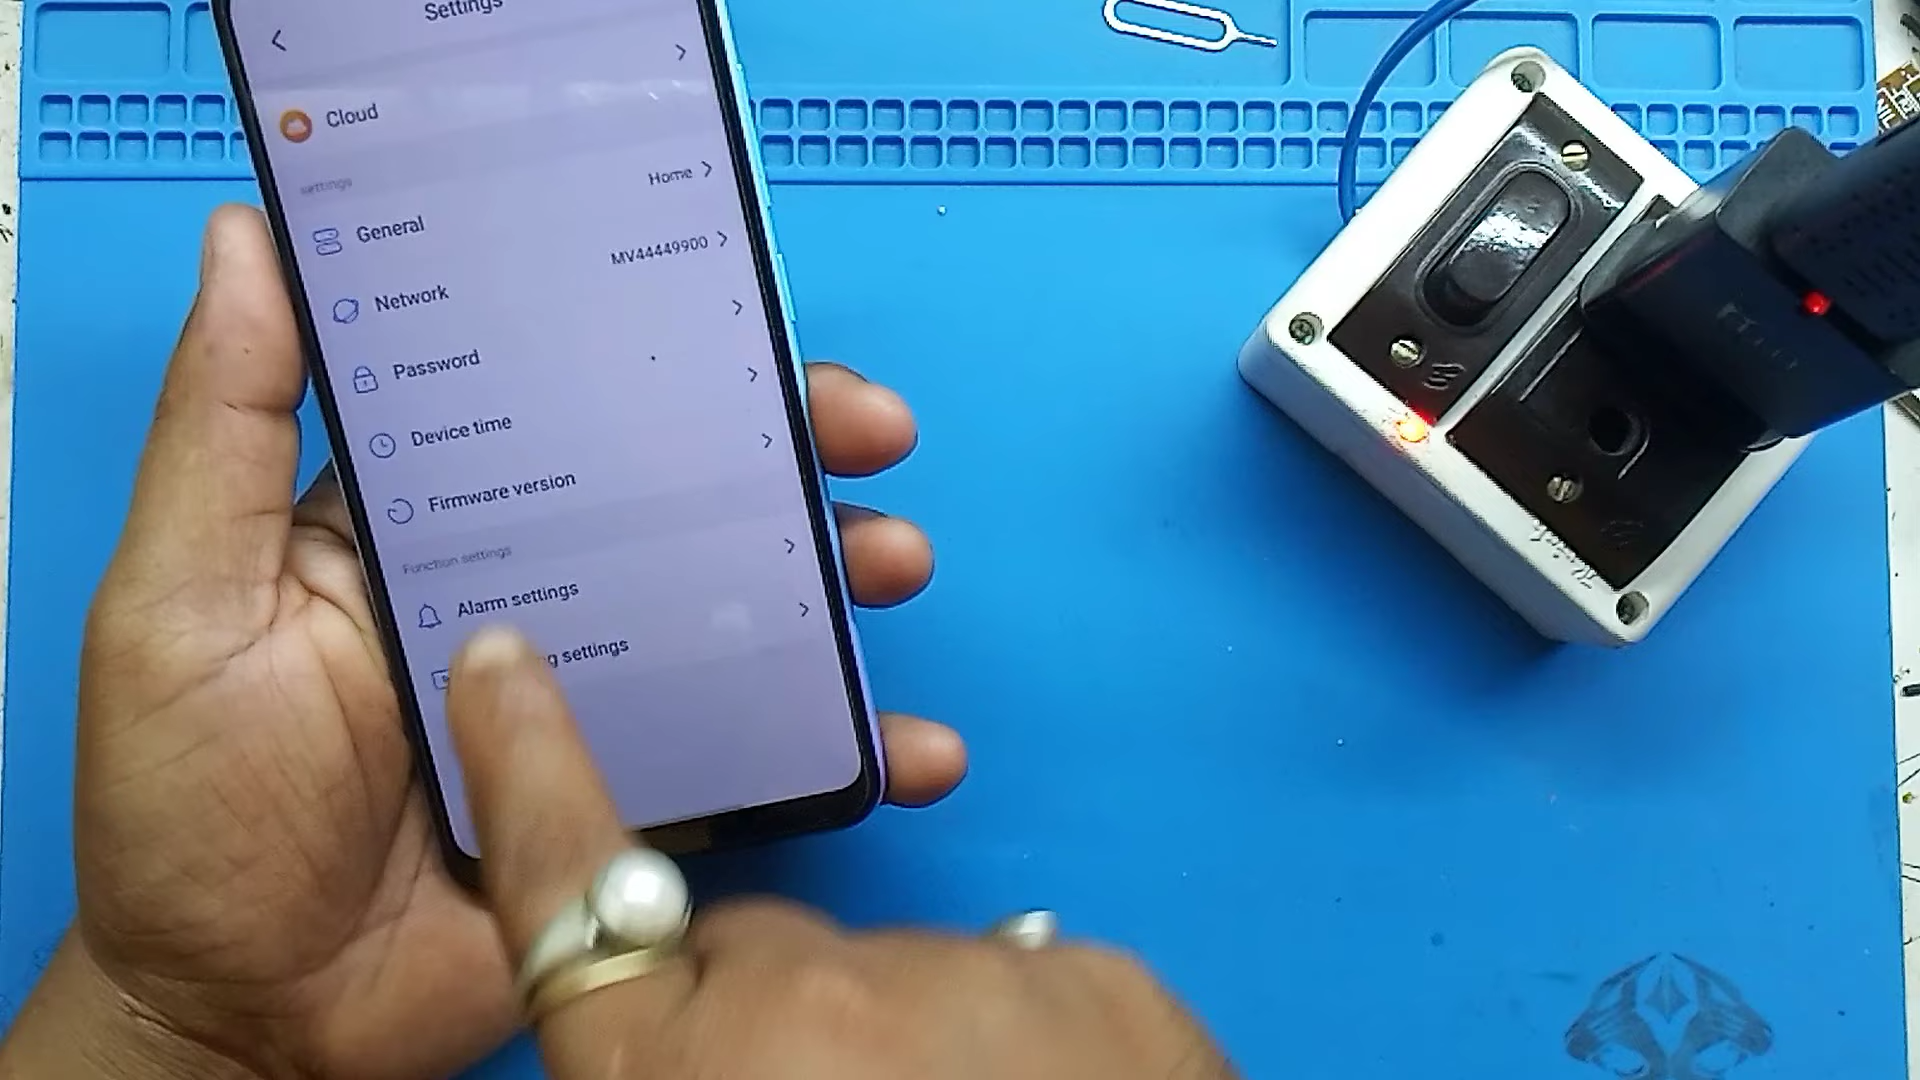 Settings
Cloud
settings
General
Home
Network
MV44449900
Password
Device time
Firmware version
Function settings
Alarm settings
settings